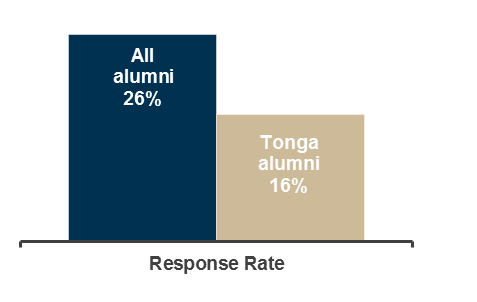 All
alumni
26%
Tonga
alumni
16%
Response Rate